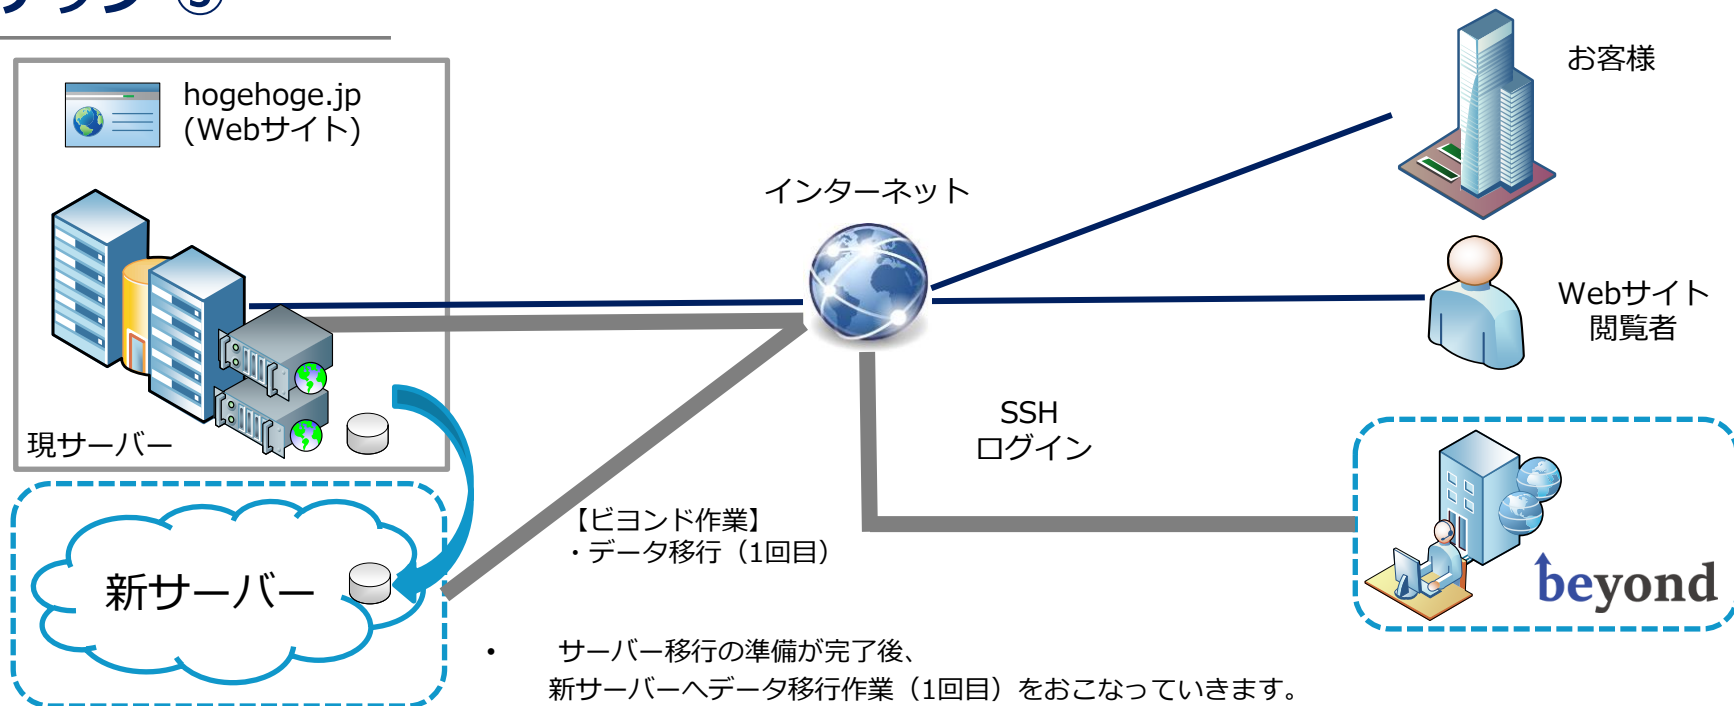 hogehoge.jp
(Webサイト)
お客様
インターネット
Webサイト
閲覧者
SSH
ログイン
現サーバー
【ビヨンド作業】
・データ移行（1回目）
新サーバー
beyond
• サーバー移行の準備が完了後、
新サーバーへデータ移行作業（1回目）をおこなっていきます。